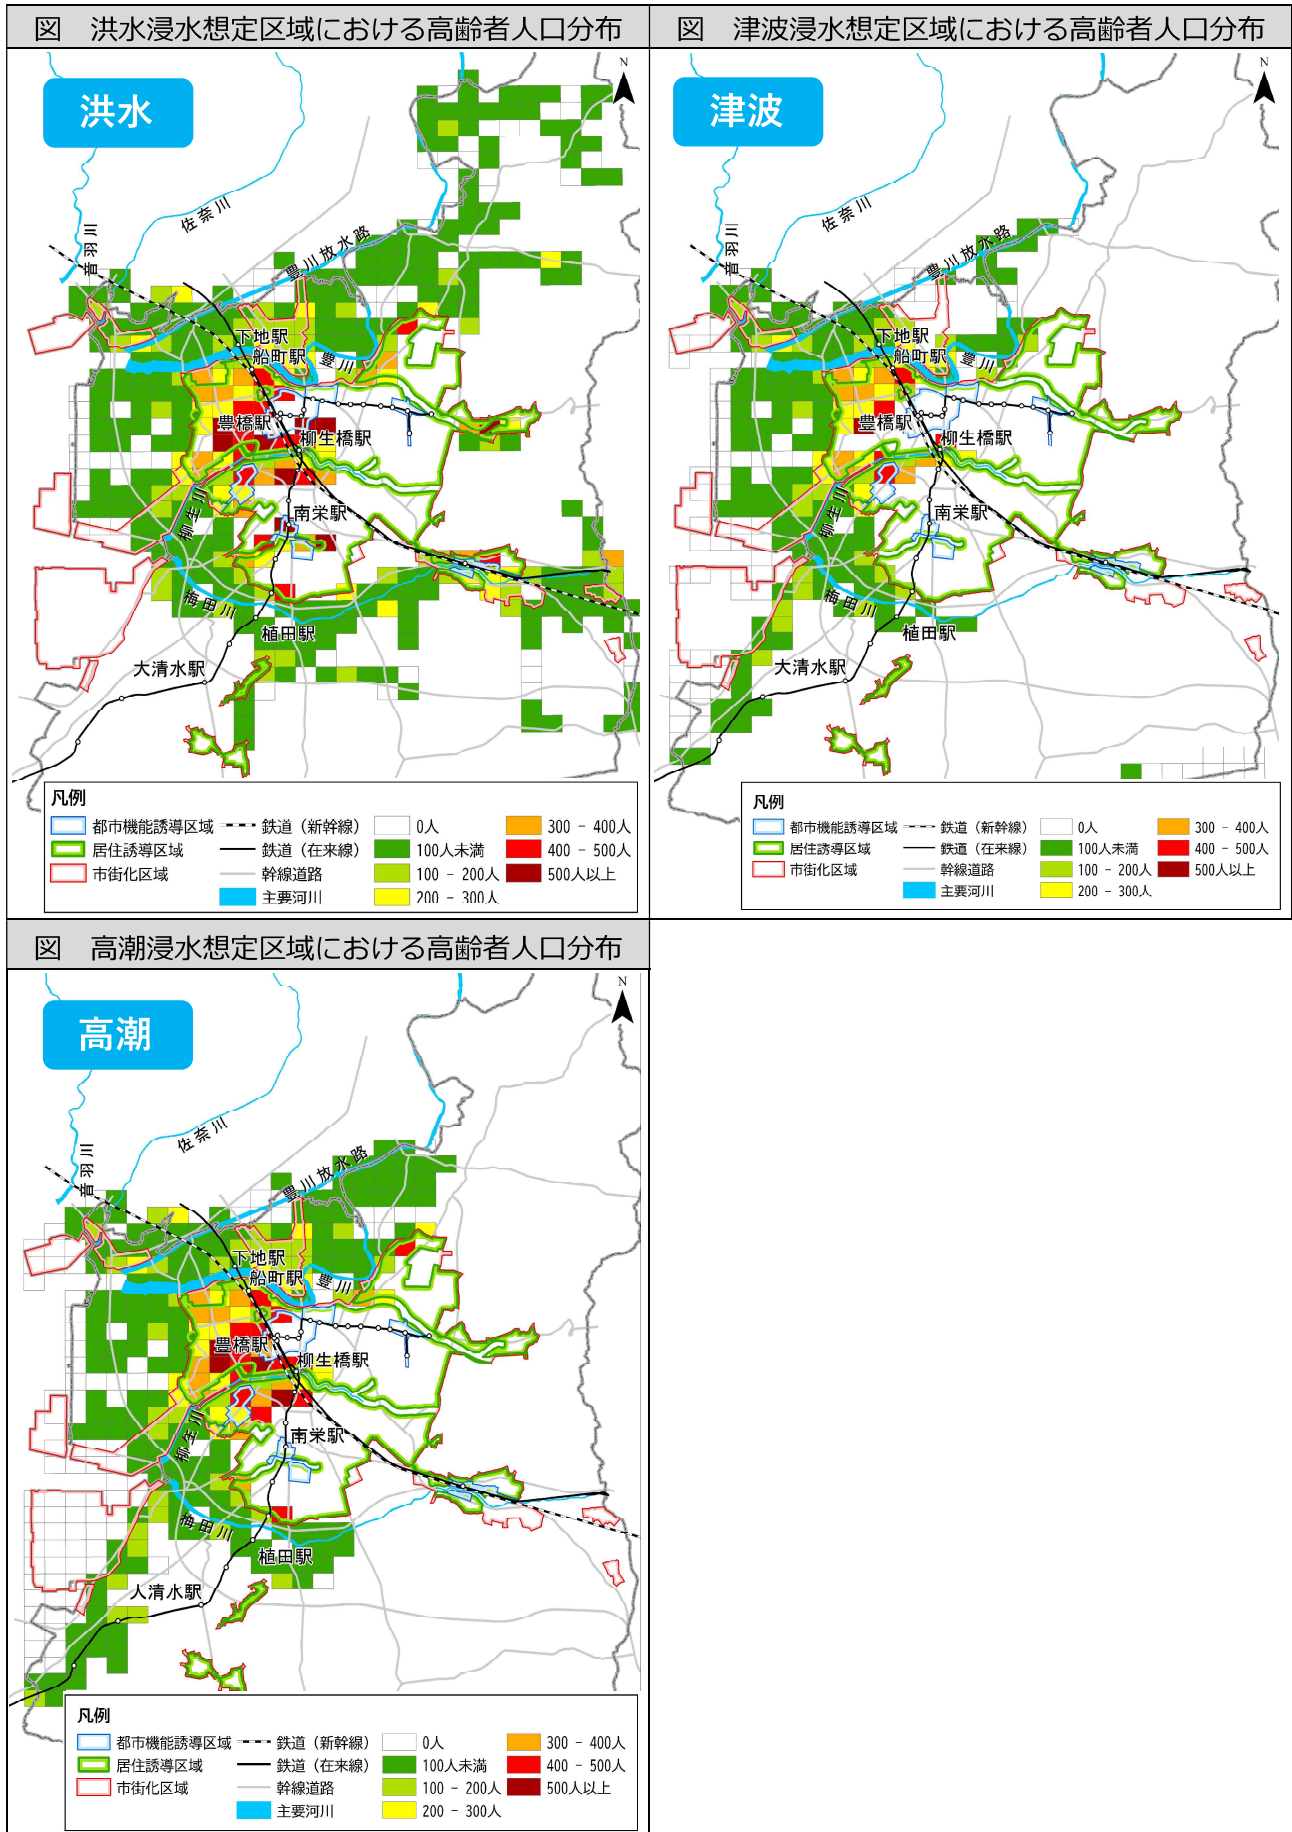 図　洪水浸水想定区域における高齢者人口分布
洪水
N
音羽川
佐奈川
豊川放水路
下地駅
船町駅
豊川
豊橋駅
柳生橋駅
柳生川
南栄駅
梅田川
植田駅
大清水駅
凡例
都市機能誘導区域
居住誘導区域
市街化区域
鉄道（新幹線）
鉄道（在来線）
幹線道路
主要河川
0人
100人未満
100 － 200人
200 － 300人
300 － 400人
400 － 500人
500人以上
図　津波浸水想定区域における高齢者人口分布
津波
N
音羽川
佐奈川
豊川放水路
下地駅
船町駅
豊川
豊橋駅
柳生橋駅
柳生川
南栄駅
梅田川
植田駅
大清水駅
凡例
都市機能誘導区域
居住誘導区域
市街化区域
鉄道（新幹線）
鉄道（在来線）
幹線道路
主要河川
0人
100人未満
100 － 200人
200 － 300人
300 － 400人
400 － 500人
500人以上
図　高潮浸水想定区域における高齢者人口分布
高潮
N
音羽川
佐奈川
豊川放水路
下地駅
船町駅
豊川
豊橋駅
柳生橋駅
柳生川
南栄駅
梅田川
植田駅
人清水駅
凡例
都市機能誘導区域
居住誘導区域
市街化区域
鉄道（新幹線）
鉄道（在来線）
幹線道路
主要河川
0人
100人未満
100 － 200人
200 － 300人
300 － 400人
400 － 500人
500人以上